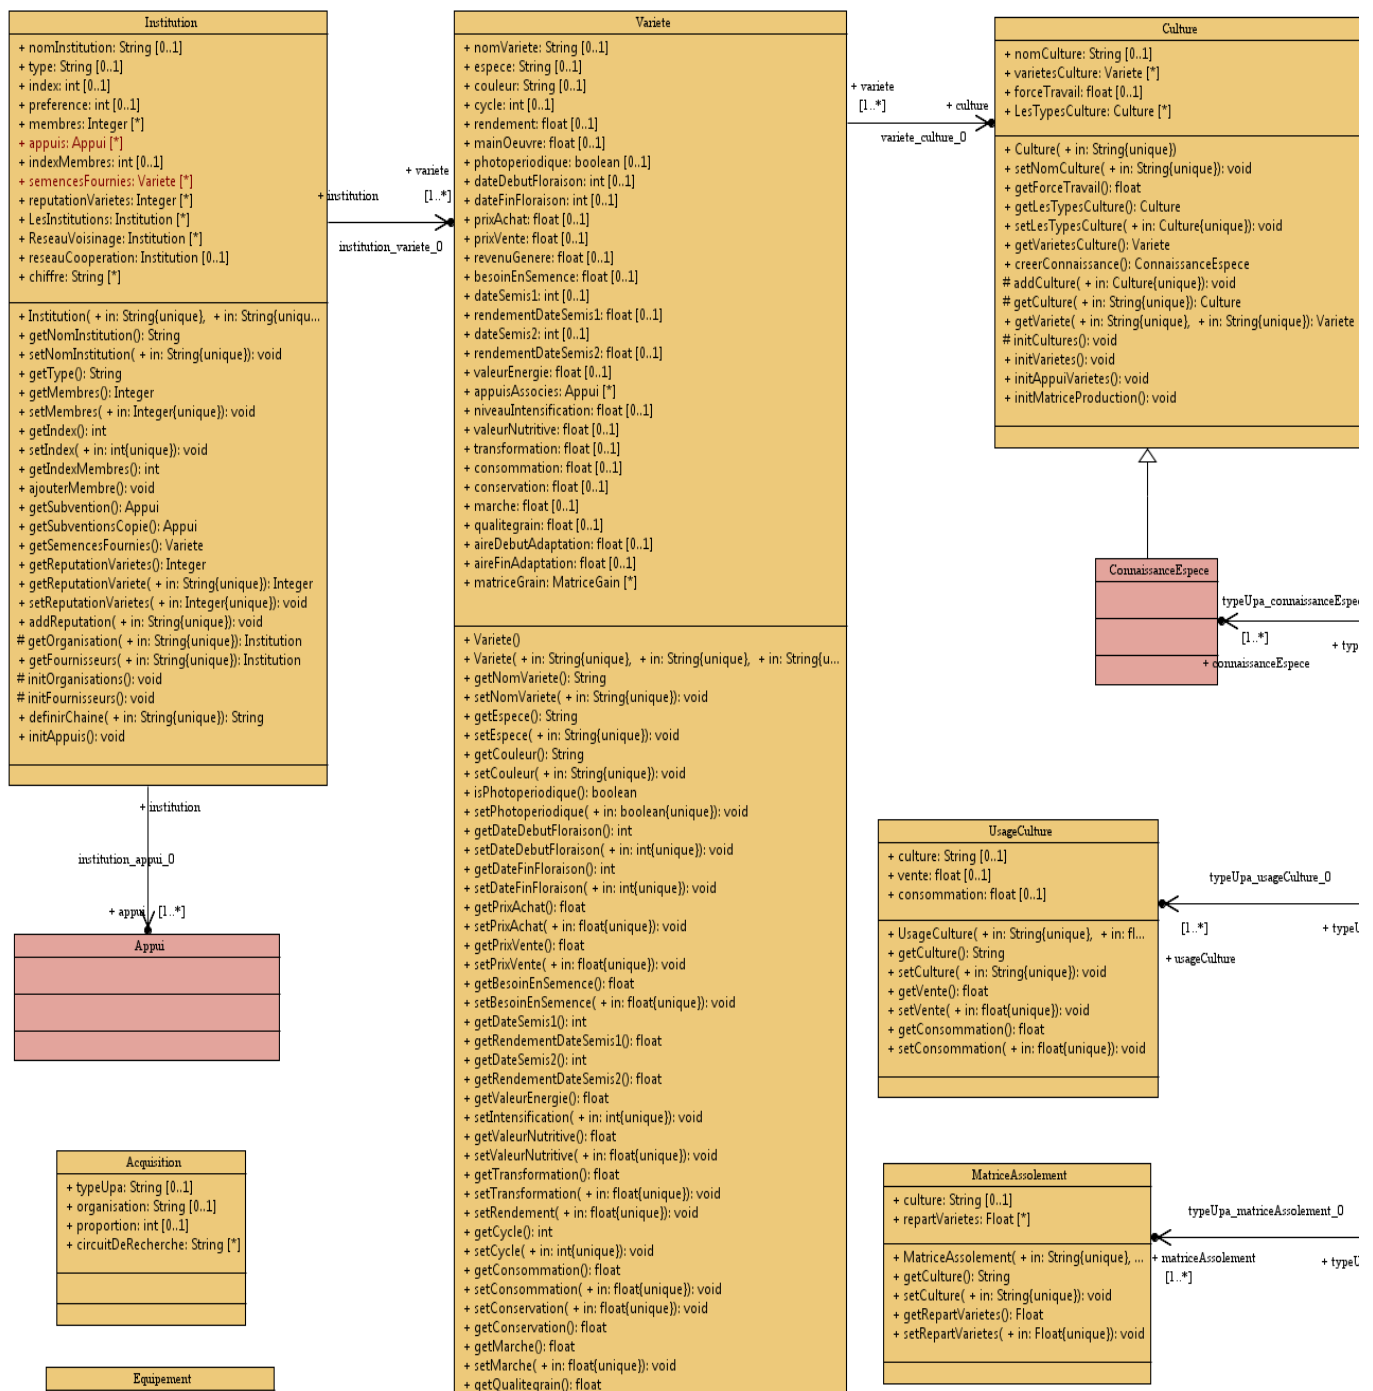 Institution
+ nomInstitution: String [0..1]
+ type: String [0..1]
+ index: int [0..1]
+ preference: int [0..1]
+ membres: Integer [*]
+ appuis: Appui [*]
+ indexMembres: int [0..1]
+ semencesFournies: Variete [*]
+ reputationVarietes: Integer [*]
+ LesInstitutions: Institution [*]
+ ReseauVoisinage: Institution [*]
+ reseauCooperation: Institution [0..1]
+ chiffre: String [*]
+ Institution( + in: String{unique}, + in: String{uniqu...
+ getNomInstitution(): String
+ setNomInstitution( + in: String{unique}): void
+ getType(): String
+ getMembres(): Integer
+ setMembres( + in: Integer{unique}): void
+ getIndex(): int
+ setIndex( + in: int{unique}): void
+ getIndexMembres(): int
+ ajouterMembre(): void
+ getSubvention(): Appui
+ getSubventionsCopie(): Appui
+ getSemencesFournies(): Variete
+ getReputationVarietes(): Integer
+ getReputationVariete( + in: String{unique}): Integer
+ setReputationVarietes( + in: Integer{unique}): void
+ addReputation( + in: String{unique}): void
# getOrganisation( + in: String{unique}): Institution
+ getFournisseurs( + in: String{unique}): Institution
# initOrganisations(): void
# initFournisseurs(): void
+ definirChaine( + in: String{unique}): String
+ initAppuis(): void
+ institution
institution_appui_0
+ appui
[1..*]
Appui
Acquisition
+ typeUpa: String [0..1]
+ organisation: String [0..1]
+ proportion: int [0..1]
+ circuitDeRecherche: String [*]
Equipement
+ variete
[1..*]
+ institution
institution_variete_0
Variete
+ nomVariete: String [0..1]
+ espece: String [0..1]
+ couleur: String [0..1]
+ cycle: int [0..1]
+ rendement: float [0..1]
+ mainOeuvre: float [0..1]
+ photoperiodique: boolean [0..1]
+ dateDebutFloraison: int [0..1]
+ dateFinFloraison: int [0..1]
+ prixAchat: float [0..1]
+ prixVente: float [0..1]
+ revenuGenere: float [0..1]
+ besoinEnSemence: float [0..1]
+ dateSemis1: int [0..1]
+ rendementDateSemis1: float [0..1]
+ dateSemis2: int [0..1]
+ rendementDateSemis2: float [0..1]
+ valeurEnergie: float [0..1]
+ appuisAssocies: Appui [*]
+ niveauIntensification: float [0..1]
+ valeurNutritive: float [0..1]
+ transformation: float [0..1]
+ consommation: float [0..1]
+ conservation: float [0..1]
+ marche: float [0..1]
+ qualitegrain: float [0..1]
+ aireDebutAdaptation: float [0..1]
+ aireFinAdaptation: float [0..1]
+ matriceGrain: MatriceGain [*]
+ Variete()
+ Variete( + in: String{unique}, + in: String{unique}, + in: String{u...
+ getNomVariete(): String
+ setNomVariete( + in: String{unique}): void
+ getEspece(): String
+ setEspece( + in: String{unique}): void
+ getCouleur(): String
+ setCouleur( + in: String{unique}): void
+ isPhotoperiodique(): boolean
+ setPhotoperiodique( + in: boolean{unique}): void
+ getDateDebutFloraison(): int
+ setDateDebutFloraison( + in: int{unique}): void
+ getDateFinFloraison(): int
+ setDateFinFloraison( + in: int{unique}): void
+ getPrixAchat(): float
+ setPrixAchat( + in: float{unique}): void
+ getPrixVente(): float
+ setPrixVente( + in: float{unique}): void
+ getBesoinEnSemence(): float
+ setBesoinEnSemence( + in: float{unique}): void
+ getDateSemis1(): int
+ getRendementDateSemis1(): float
+ getDateSemis2(): int
+ getRendementDateSemis2(): float
+ getValeurEnergie(): float
+ setIntensification( + in: int{unique}): void
+ getValeurNutritive(): float
+ setValeurNutritive( + in: float{unique}): void
+ getTransformation(): float
+ setTransformation( + in: float{unique}): void
+ setRendement( + in: float{unique}): void
+ getCycle(): int
+ setCycle( + in: int{unique}): void
+ getConsommation(): float
+ setConsommation( + in: float{unique}): void
+ setConservation( + in: float{unique}): void
+ getConservation(): float
+ getMarche(): float
+ setMarche( + in: float{unique}): void
+ getQualitegrain(): float
+ variete
[1..*]
+ culture
variete_culture_0
Culture
+ nomCulture: String [0..1]
+ varietesCulture: Variete [*]
+ forceTravail: float [0..1]
+ LesTypesCulture: Culture [*]
+ Culture( + in: String{unique})
+ setNomCulture( + in: String{unique}): void
+ getForceTravail(): float
+ getLesTypesCulture(): Culture
+ setLesTypesCulture( + in: Culture{unique}): void
+ getVarietesCulture(): Variete
+ creerConnaissance(): ConnaissanceEspece
# addCulture( + in: Culture{unique}): void
# getCulture( + in: String{unique}): Culture
+ getVariete( + in: String{unique}, + in: String{unique}): Variete
# initCultures(): void
+ initVarietes(): void
+ initAppuiVarietes(): void
+ initMatriceProduction(): void
ConnaissanceEspece
typeUpa_connaissanceEspe
[1..*]
+ typ
+ connaissanceEspece
UsageCulture
+ culture: String [0..1]
+ vente: float [0..1]
+ consommation: float [0..1]
+ UsageCulture( + in: String{unique}, + in: fl...
+ getCulture(): String
+ setCulture( + in: String{unique}): void
+ getVente(): float
+ setVente( + in: float{unique}): void
+ getConsommation(): float
+ setConsommation( + in: float{unique}): void
typeUpa_usageCulture_0
[1..*]
+ typeU
+ usageCulture
MatriceAssolement
+ culture: String [0..1]
+ repartVarietes: Float [*]
+ MatriceAssolement( + in: String{unique}, ...
+ getCulture(): String
+ setCulture( + in: String{unique}): void
+ getRepartVarietes(): Float
+ setRepartVarietes( + in: Float{unique}): void
typeUpa_matriceAssolement_0
+ matriceAssolement
[1..*]
+ typeU